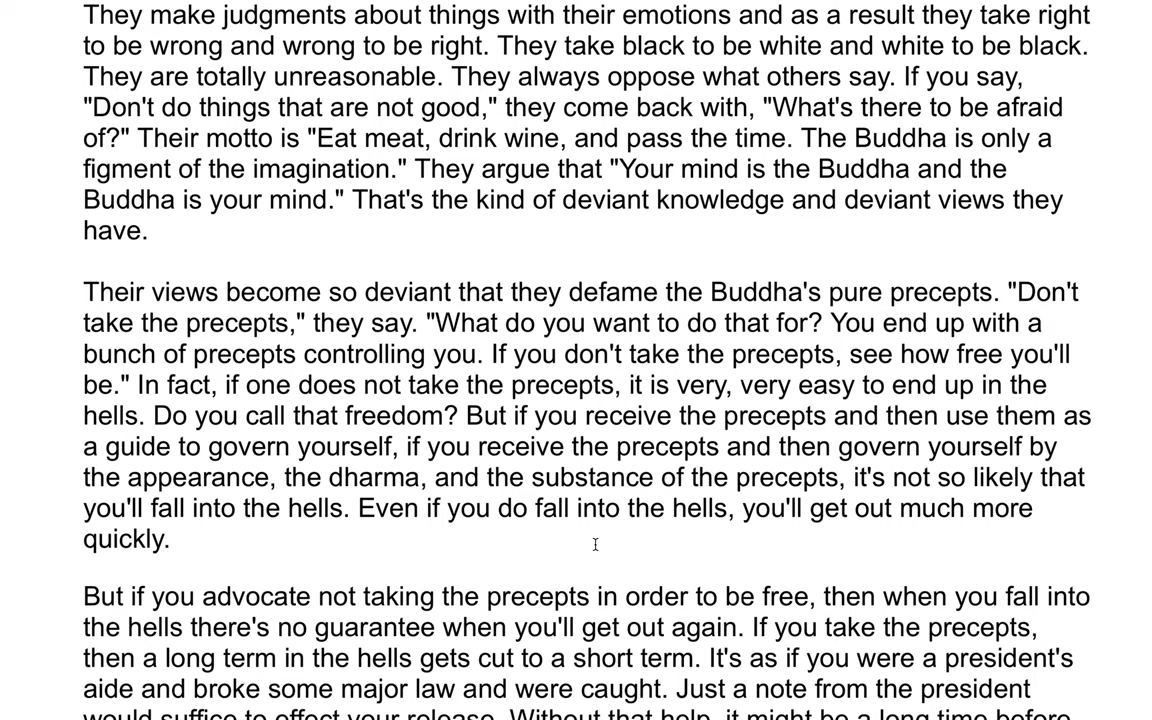 They make judgments about things with their emotions and as a result they take right
to be wrong and wrong to be right. They take black to be white and white to be black.
They are totally unreasonable. They always oppose what others say. If you say,
"Don't do things that are not good," they come back with, "What's there to be afraid
of?" Their motto is "Eat meat, drink wine, and pass the time. The Buddha is only a
figment of the imagination." They argue that "Your mind is the Buddha and the
Buddha is your mind." That's the kind of deviant knowledge and deviant views they
have.
Their views become so deviant that they defame the Buddha's pure precepts. "Don't
take the precepts," they say. "What do you want to do that for? You end up with a
bunch of precepts controlling you. If you don't take the precepts, see how free you'll
be." In fact, if one does not take the precepts, it is very, very easy to end up in the
hells. Do you call that freedom? But if you receive the precepts and then use them as
a guide to govern yourself, if you receive the precepts and then govern yourself by
the appearance, the dharma, and the substance of the precepts, it's not so likely that
you'll fall into the hells. Even if you do fall into the hells, you'll get out much more
quickly.
But if you advocate not taking the precepts in order to be free, then when you fall into
the hells there's no guarantee when you'll get out again. If you take the precepts,
then a long term in the hells gets cut to a short term. It's as if you were a president's
aide and broke some major law and were caught. Just a note from the president
would suffice to effect your release. Without that help, it might be a long time before